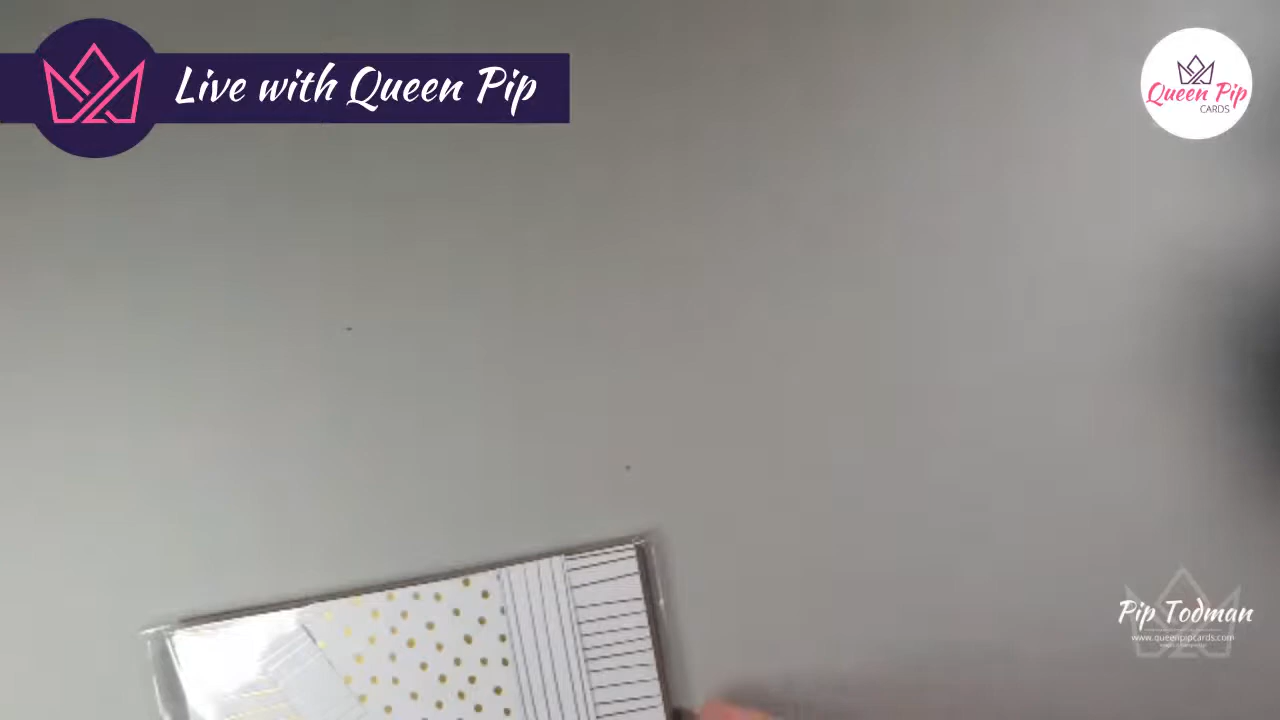 Live with Queen Pip
Queen Pip
CARDS
Pip Todman
www.queenpipcards.com